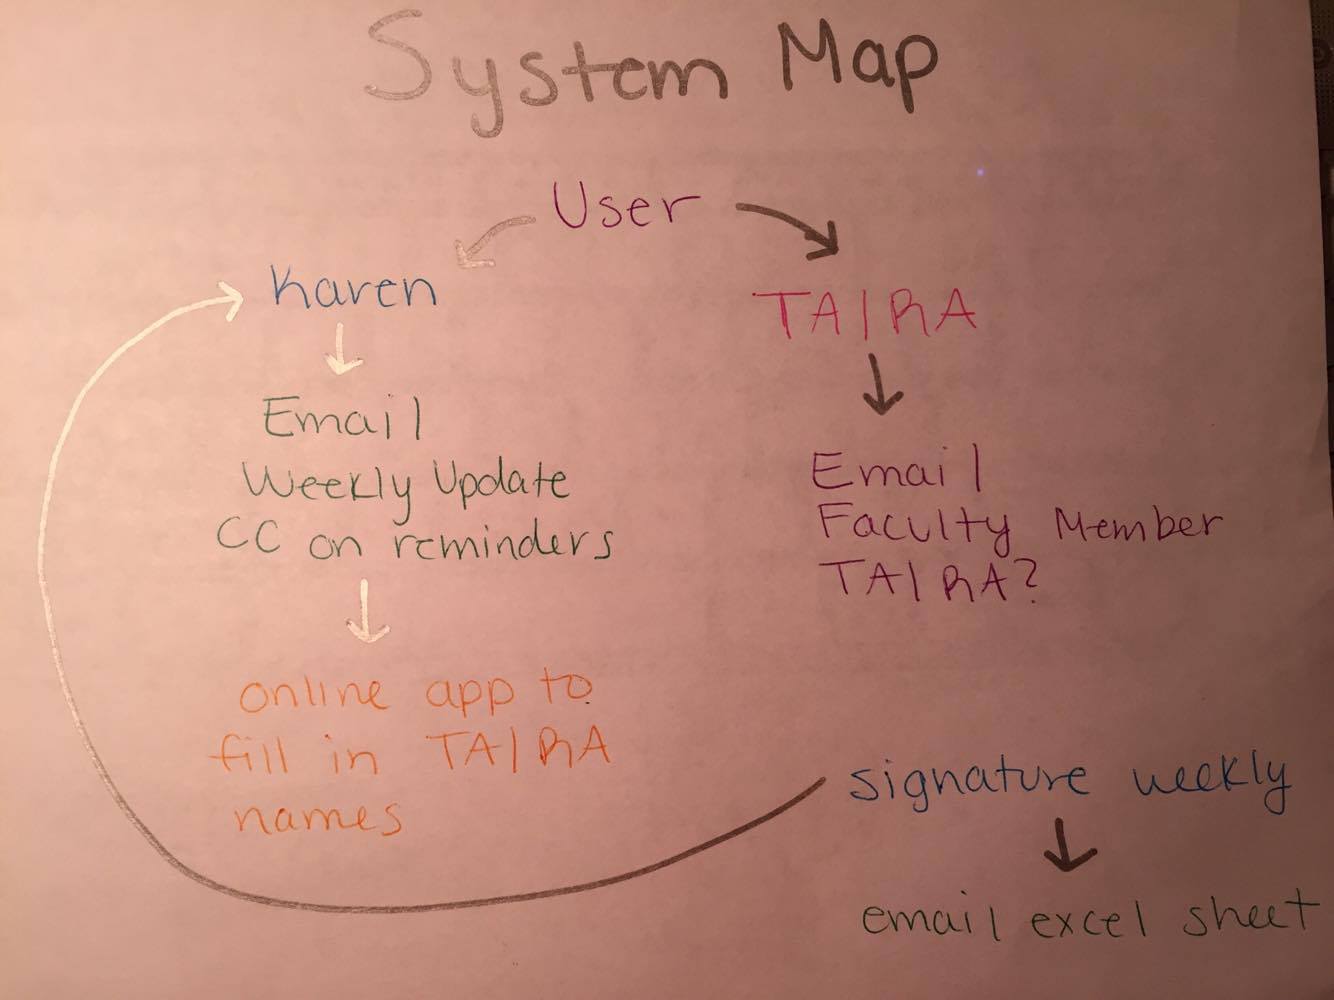 System Map
User
Karen
TA/RA
Email
Weekly Update
CC on reminders
Email
Faculty Member
TA/RA?
online app to
fill in TA/RA
names
signature weekly
email excel sheet